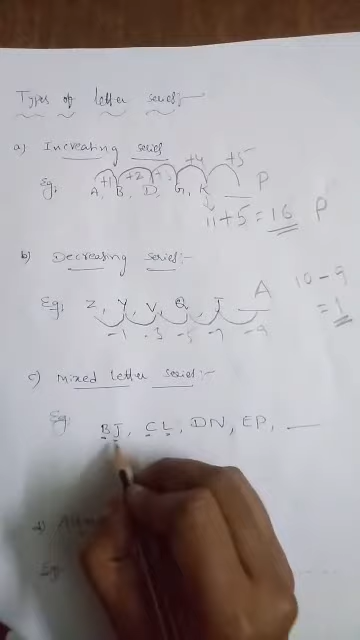 Types of letter series:-
a) Increasing series
+1 +2 +3 +4 +5
Eg: A, B, D, G, K, __ P
11+5 = 16 P
b) Decreasing series:-
Eg: Z, Y, V, Q, J, A
-1 -3 -5 -7 -9
10-9
= 1
c) Mixed letter series:-
Eg: BJ, CL, DN, EP, __
d)
Eg: